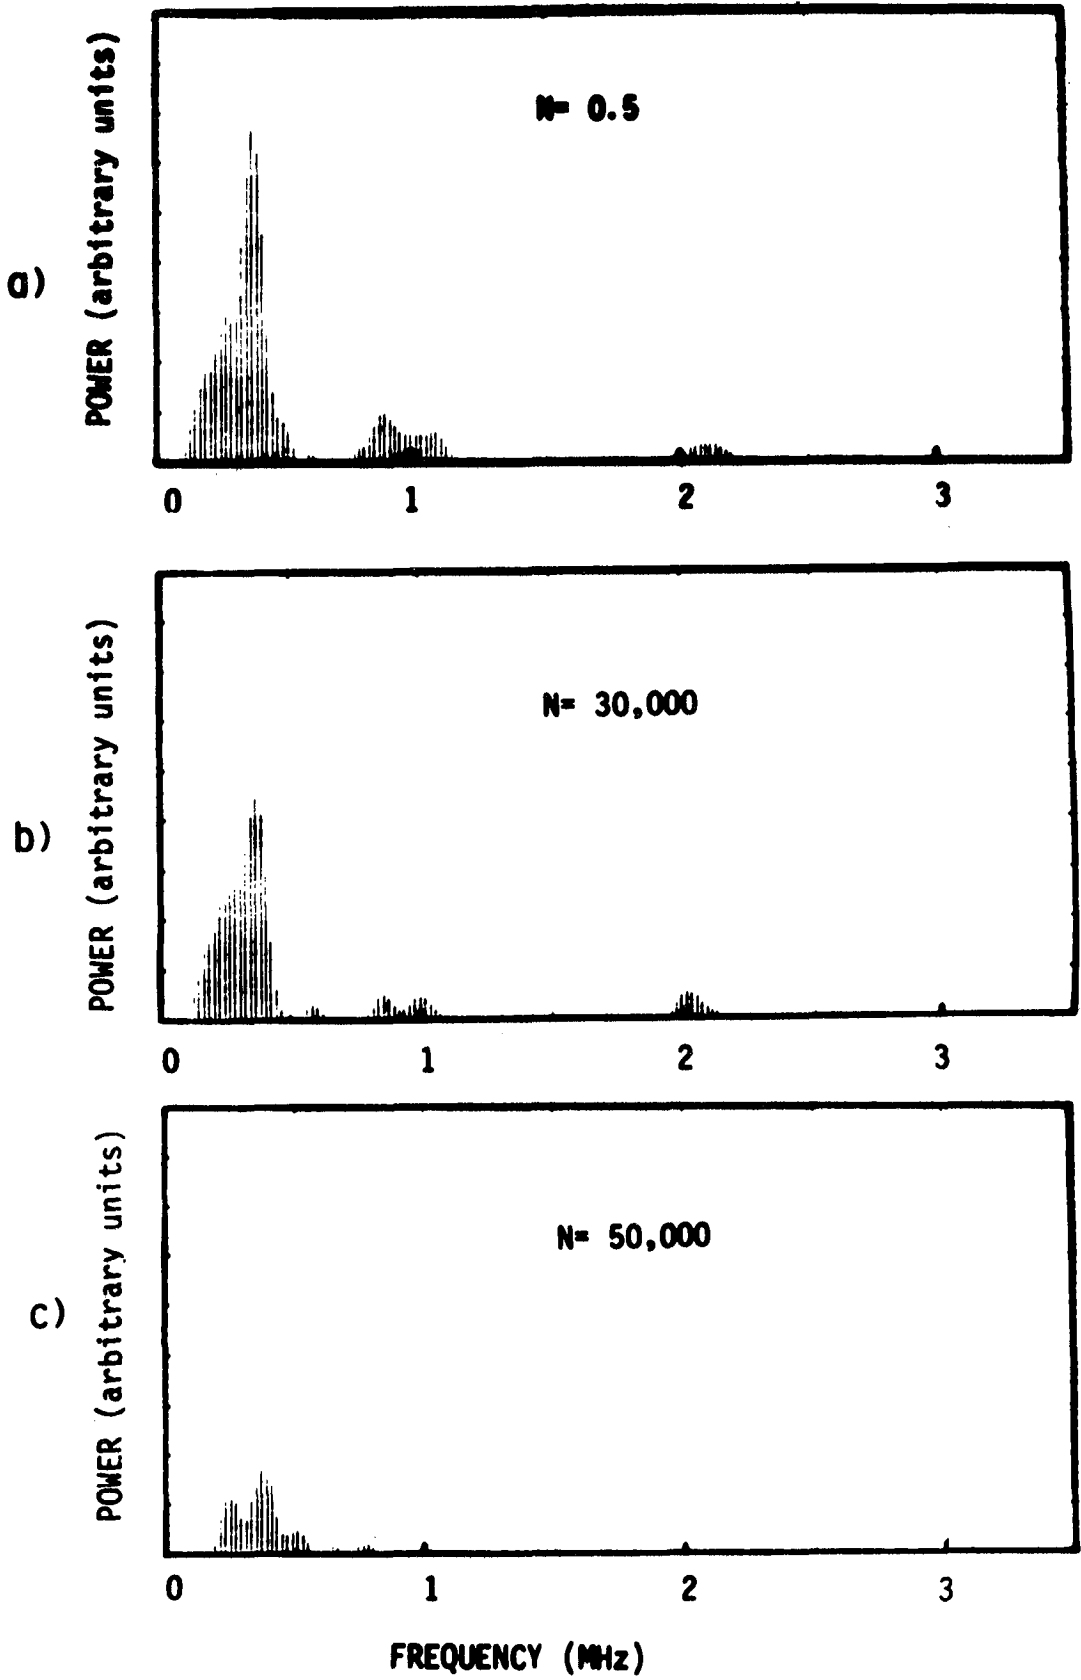 a)
POWER (arbitrary units)
N= 0.5
0 1 2 3
b)
POWER (arbitrary units)
N= 30,000
0 1 2 3
c)
POWER (arbitrary units)
N= 50,000
0 1 2 3
FREQUENCY (MHz)